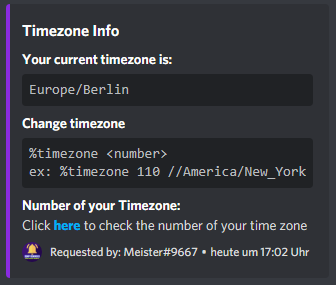 Timezone Info
Your current timezone is:
Europe/Berlin
Change timezone
%timezone <number>
ex: %timezone 110 //America/New_York
Number of your Timezone:
Click here to check the number of your time zone
Requested by: Meister#9667 • heute um 17:02 Uhr